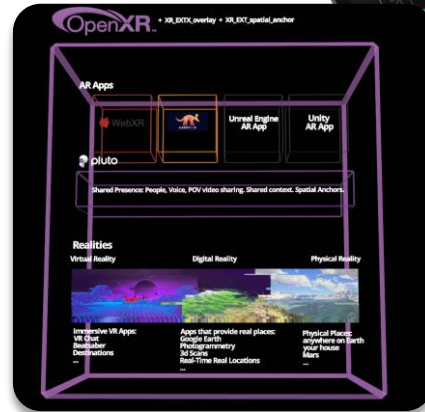 OpenXR™ + XR_EXTX_overlay + XR_EXT_spatial_anchor
AR Apps
WebXR
Unreal Engine
AR App
Unity
AR App
pluto
Shared Presence: People, Voice, POV video sharing. Shared context. Spatial Anchors.
Realities
Virtual Reality
Digital Reality
Physical Reality
Immersive VR Apps:
VR Chat
Beatsaber
Destinations
...
Apps that provide real places:
Google Earth
Photogrammetry
3d Scans
Real-Time Real Locations
...
Physical Places:
anywhere on Earth
your house
Mars
...